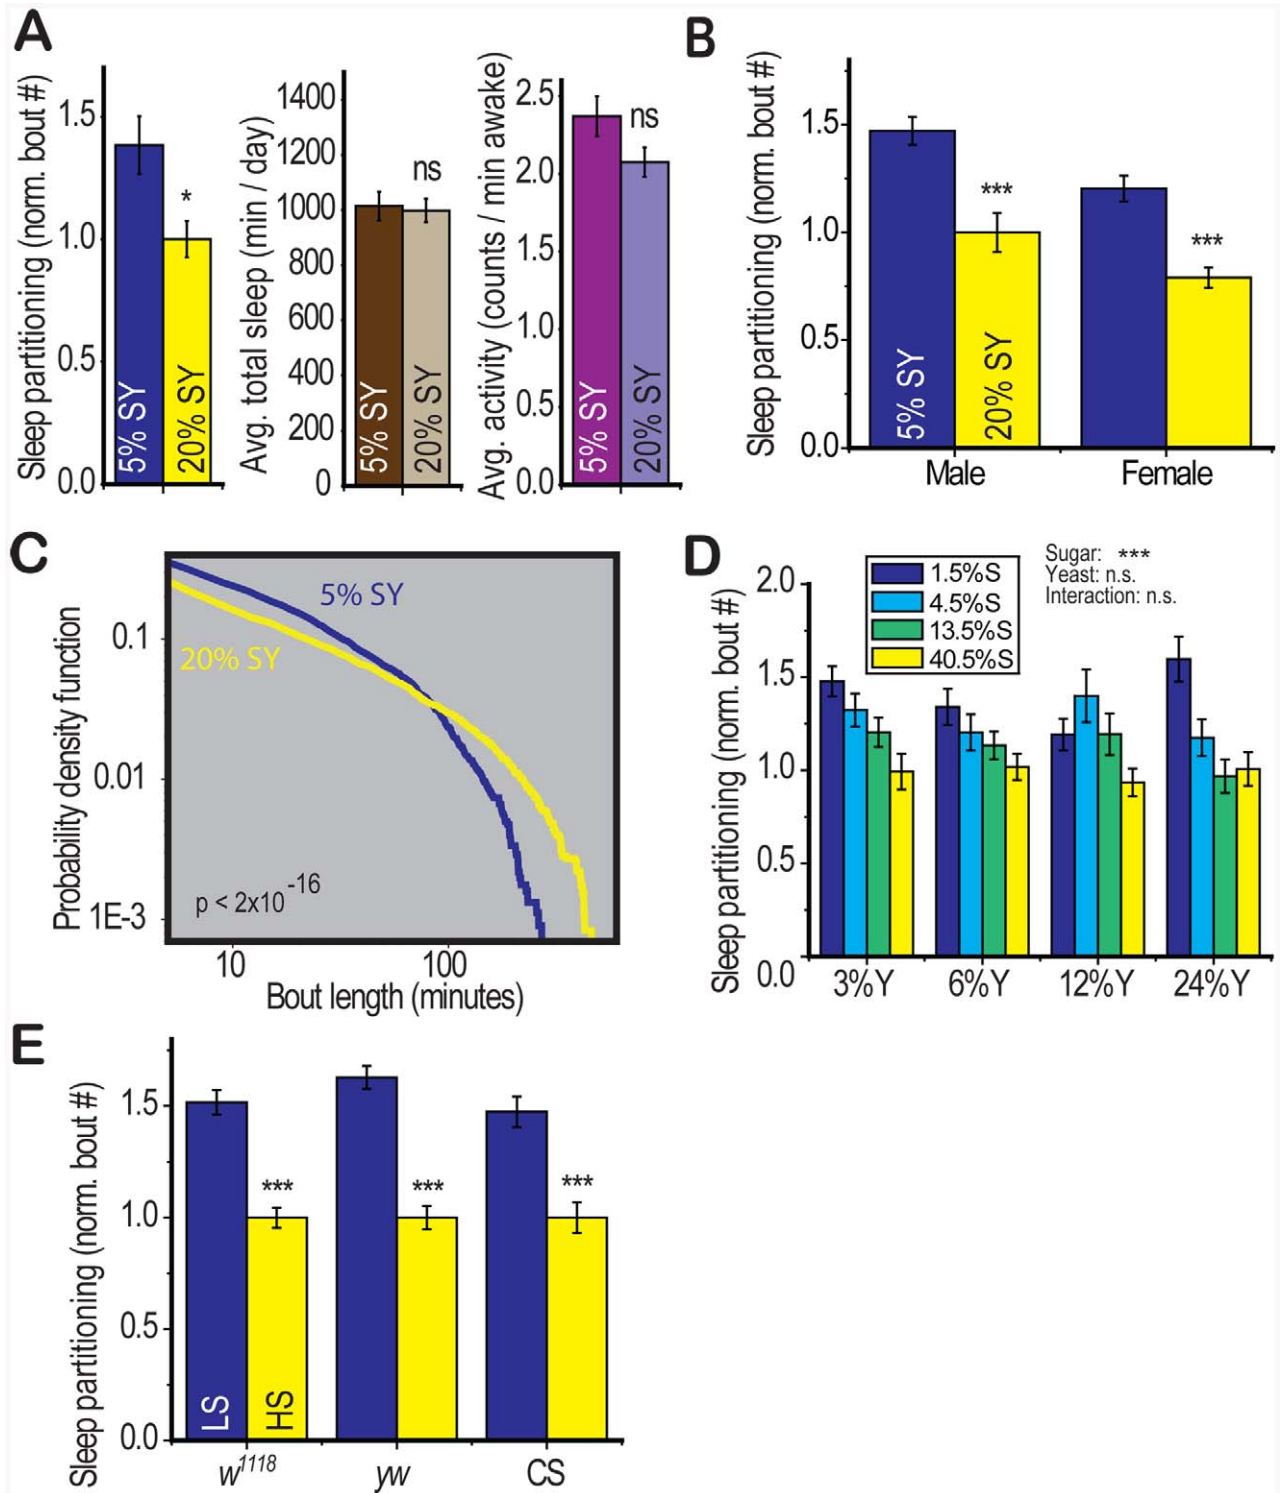 A
Sleep partitioning (norm. bout #)
1.5
1.0
0.5
0.0
5% SY
20% SY
*
Avg. total sleep (min / day)
1400
1200
1000
800
600
400
200
0
5% SY
20% SY
ns
Avg. activity (counts / min awake)
2.5
2.0
1.5
1.0
0.5
0.0
5% SY
20% SY
ns
B
Sleep partitioning (norm. bout #)
1.5
1.0
0.5
0.0
5% SY
20% SY
***
***
Male
Female
C
Probability density function
0.1
0.01
1E-3
5% SY
20% SY
p < 2x10⁻¹⁶
10
100
Bout length (minutes)
D
Sleep partitioning (norm. bout #)
2.0
1.5
1.0
0.5
0.0
1.5%S
4.5%S
13.5%S
40.5%S
Sugar: ***
Yeast: n.s.
Interaction: n.s.
3%Y
6%Y
12%Y
24%Y
E
Sleep partitioning (norm. bout #)
1.5
1.0
0.5
0.0
LS
HS
***
***
***
w¹¹¹⁸
yw
CS